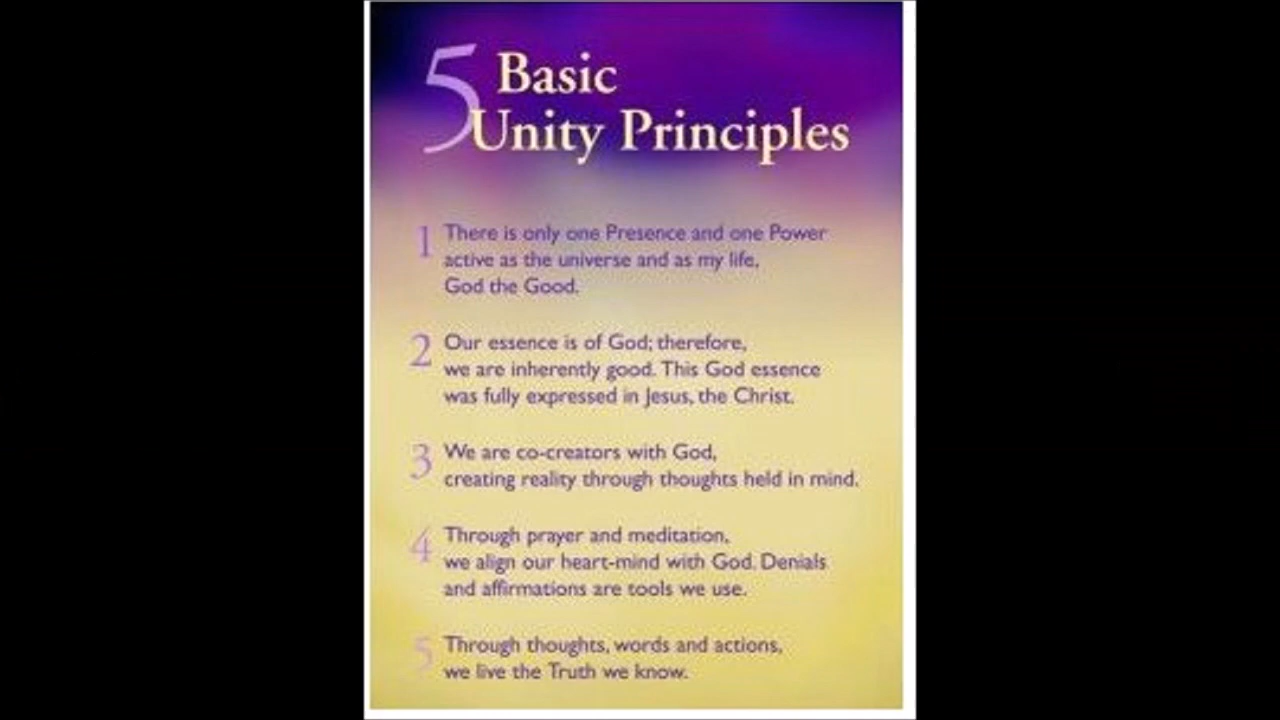 5 Basic
Unity Principles
1 There is only one Presence and one Power
active as the universe and as my life,
God the Good.
2 Our essence is of God; therefore,
we are inherently good. This God essence
was fully expressed in Jesus, the Christ.
3 We are co-creators with God,
creating reality through thoughts held in mind.
4 Through prayer and meditation,
we align our heart-mind with God. Denials
and affirmations are tools we use.
5 Through thoughts, words and actions,
we live the Truth we know.